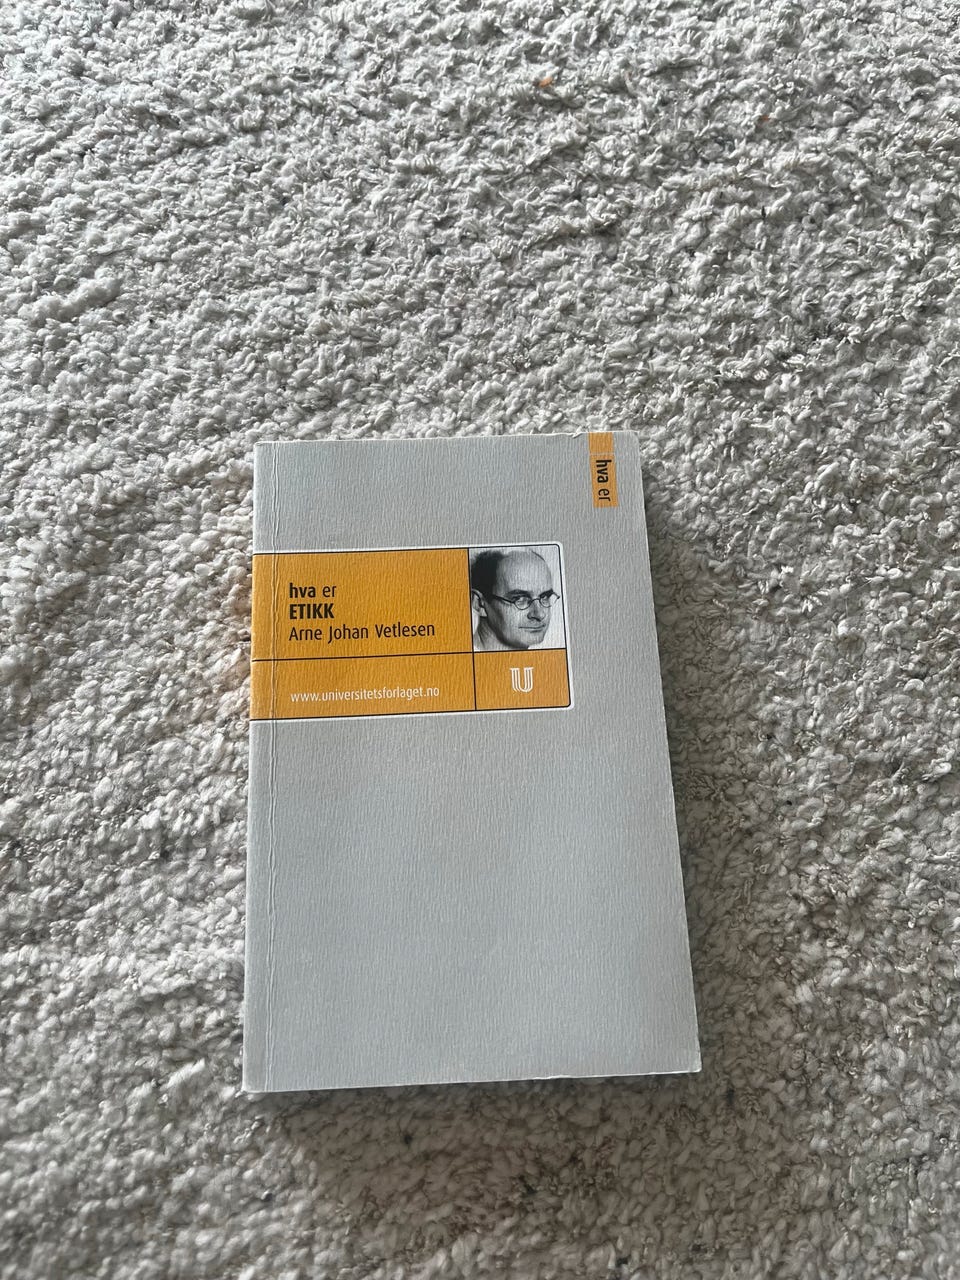 hva er
hva er
ETIKK
Arne Johan Vetlesen
www.universitetsforlaget.no
U